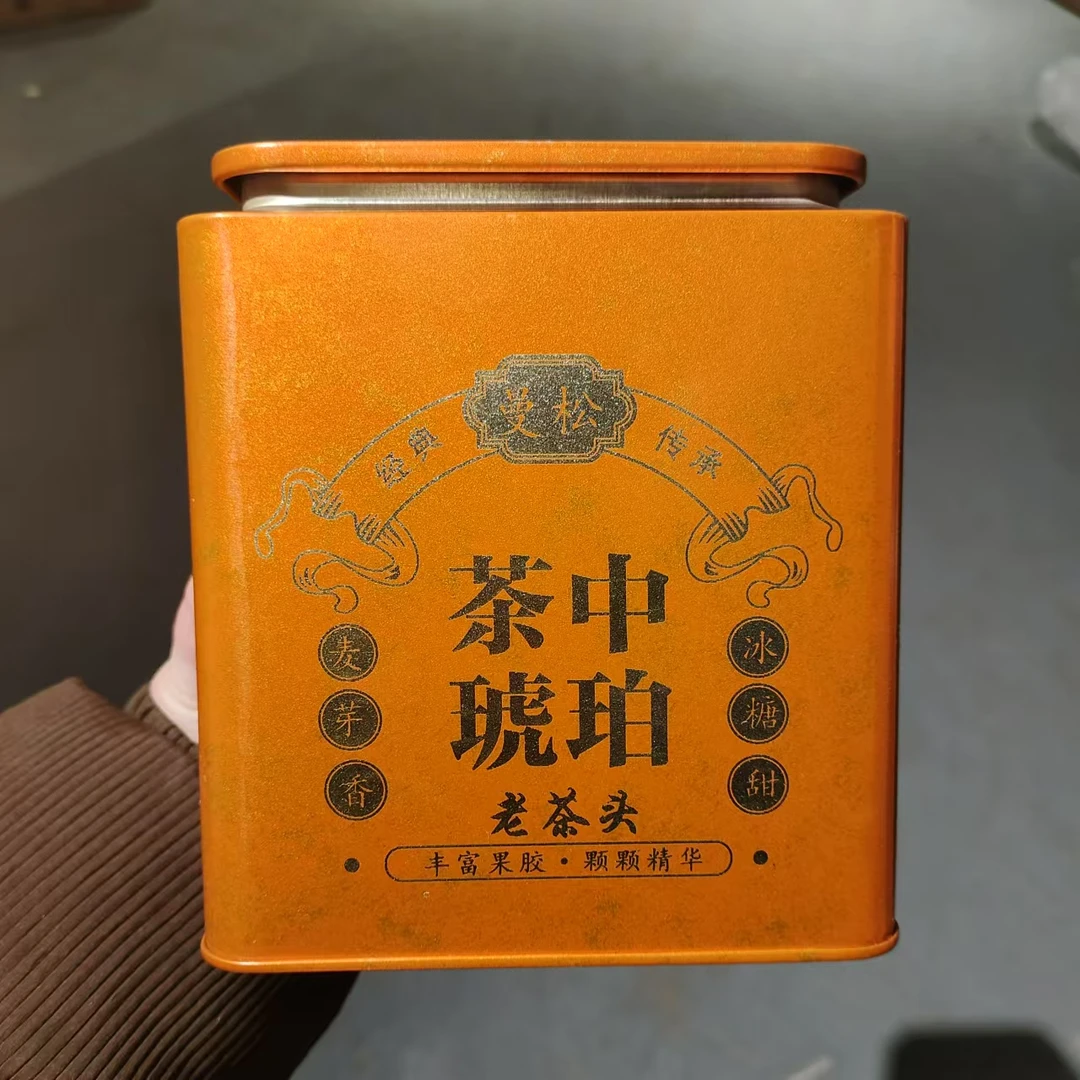 曼松
经典 传承
茶中
琥珀
麦芽香
冰糖甜
老茶头
丰富果胶·颗颗精华